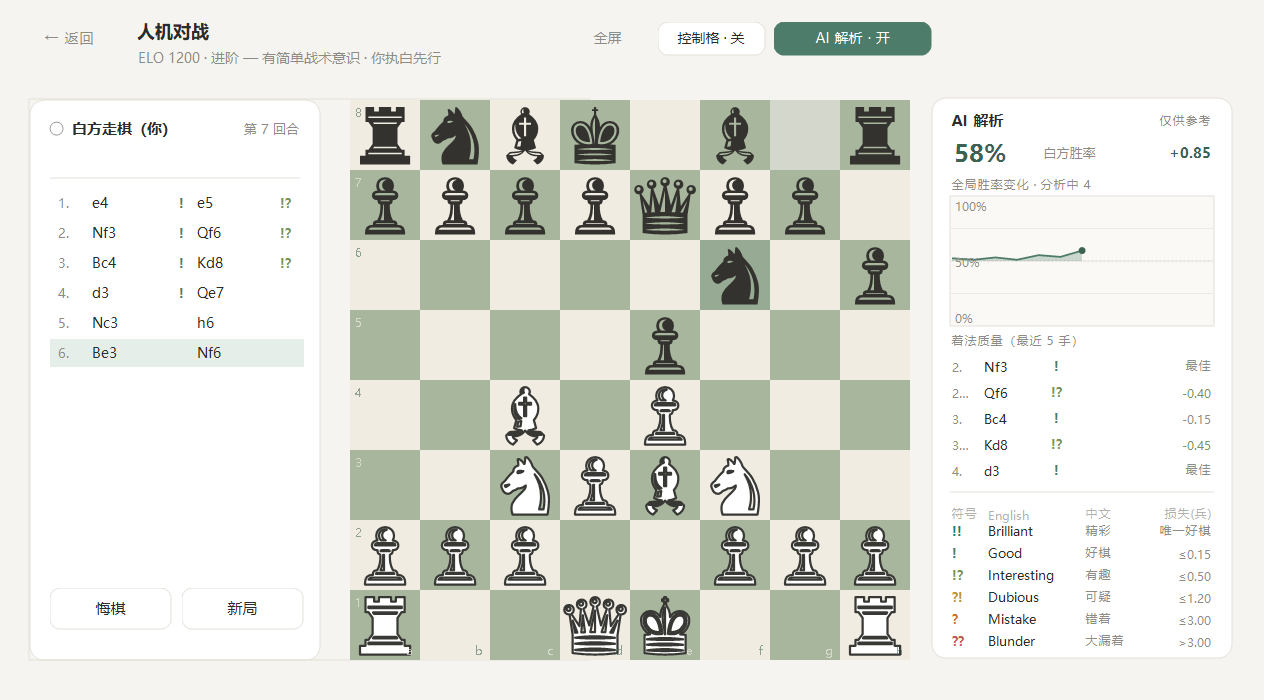 ← 返回
人机对战
ELO 1200 · 进阶 — 有简单战术意识 · 你执白先行
全屏
控制格 · 关
AI 解析 · 开
白方走棋（你）
第 7 回合
1. e4 ! e5 !?
2. Nf3 ! Qf6 !?
3. Bc4 ! Kd8 !?
4. d3 ! Qe7
5. Nc3 h6
6. Be3 Nf6
悔棋
新局
8
7
6
5
4
3
2
1
b
c
d
e
f
g
AI 解析
仅供参考
58% 白方胜率 +0.85
全局胜率变化 · 分析中 4
100%
50%
0%
着法质量（最近 5 手）
2. Nf3 ! 最佳
2... Qf6 !? -0.40
3. Bc4 ! -0.15
3... Kd8 !? -0.45
4. d3 ! 最佳
符号 English 中文 损失(兵)
!! Brilliant 精彩 唯一好棋
! Good 好棋 ≤0.15
!? Interesting 有趣 ≤0.50
?! Dubious 可疑 ≤1.20
? Mistake 错着 ≤3.00
?? Blunder 大漏着 >3.00